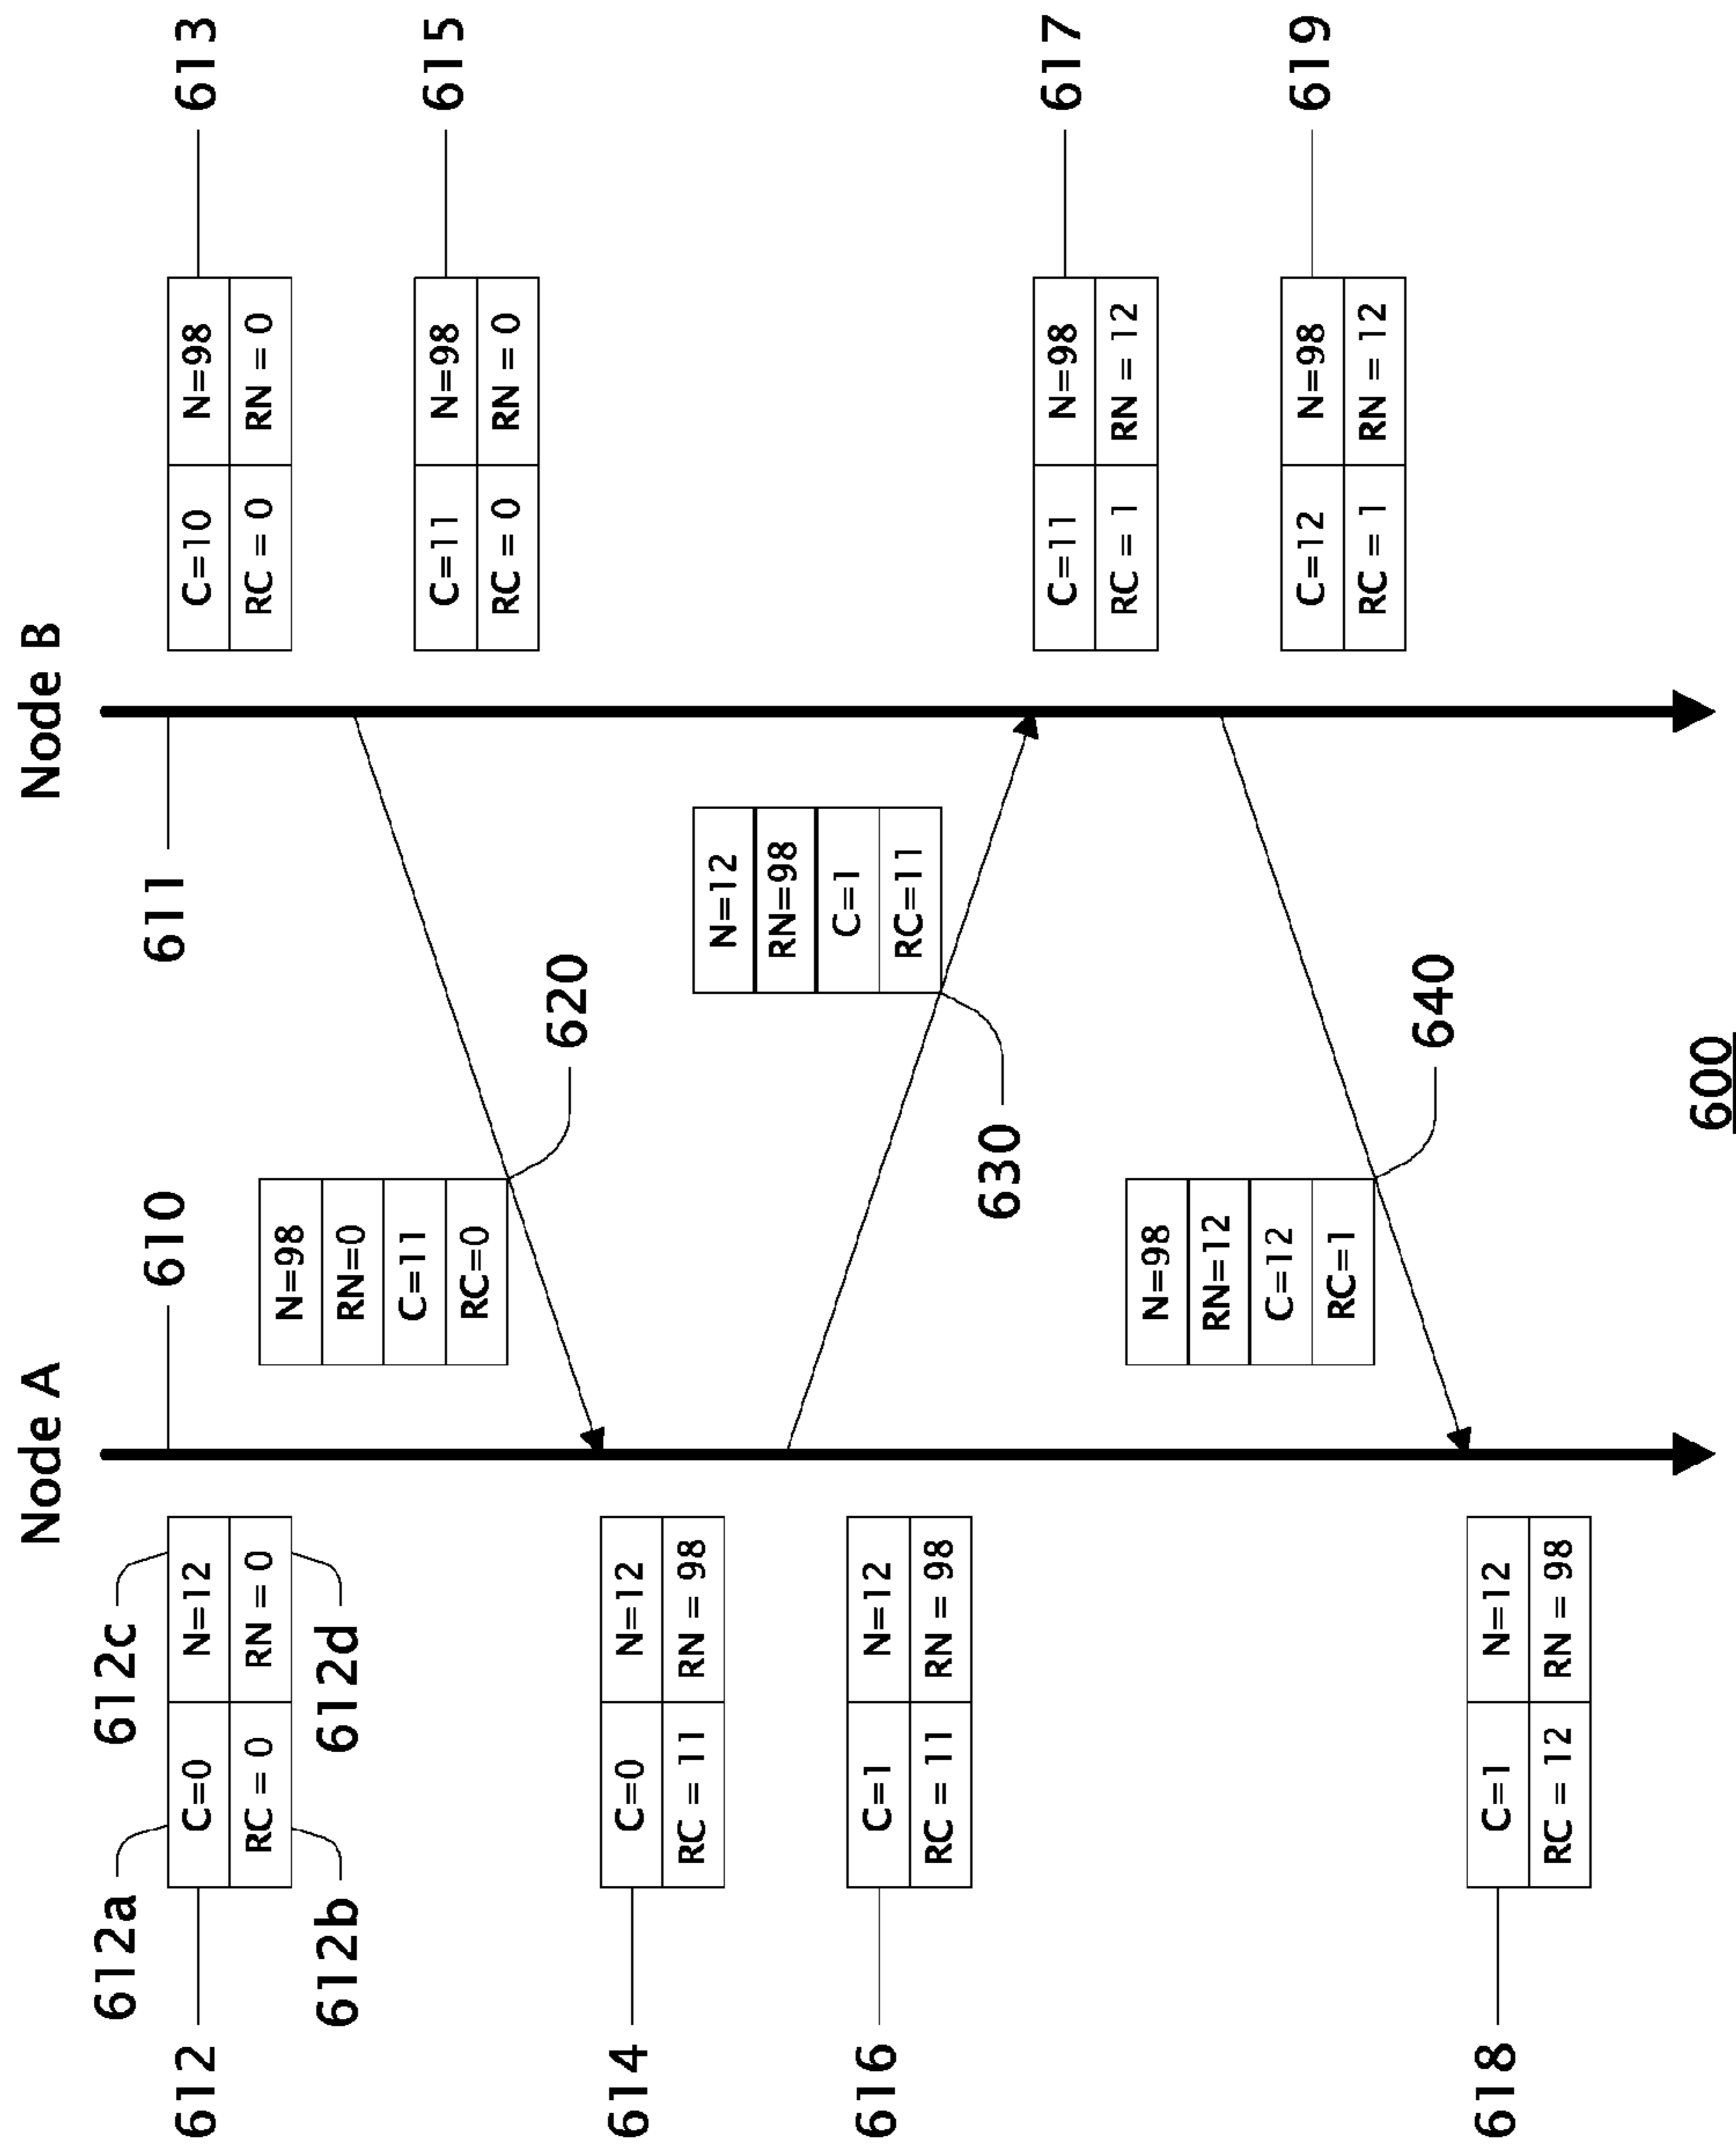 Node A
Node B
610
611
612
612a
612c
C=0
N=12
RC = 0
RN = 0
612b
612d
C=10
N=98
RC = 0
RN = 0
613
N=98
RN=0
C=11
RC=0
620
C=11
N=98
RC = 0
RN = 0
615
614
C=0
N=12
RC = 11
RN = 98
616
C=1
N=12
RC = 11
RN = 98
N=12
RN=98
C=1
RC=11
630
C=11
N=98
RC = 1
RN = 12
617
N=98
RN=12
C=12
RC=1
640
C=12
N=98
RC = 1
RN = 12
619
618
C=1
N=12
RC = 12
RN = 98
600